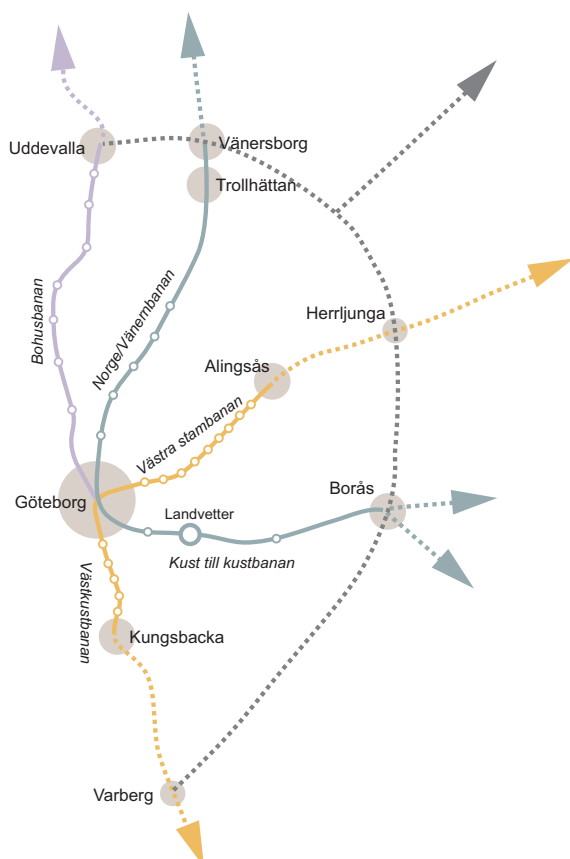 Uddevalla
Vänersborg
Trollhättan
Bohusbanan
Norge/Vänernbanan
Herrljunga
Alingsås
Västra stambanan
Göteborg
Borås
Landvetter
Kust till kustbanan
Västkustbanan
Kungsbacka
Varberg